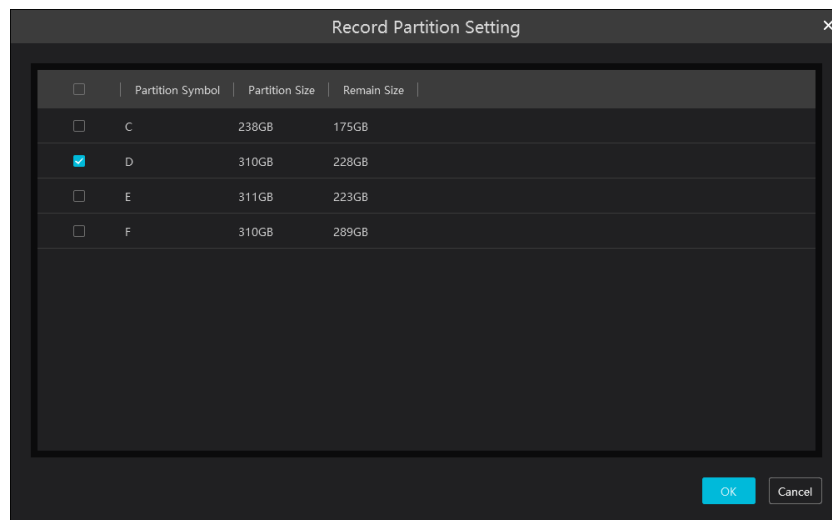 Record Partition Setting
Partition Symbol Partition Size Remain Size
C 238GB 175GB
D 310GB 228GB
E 311GB 223GB
F 310GB 289GB
OK Cancel